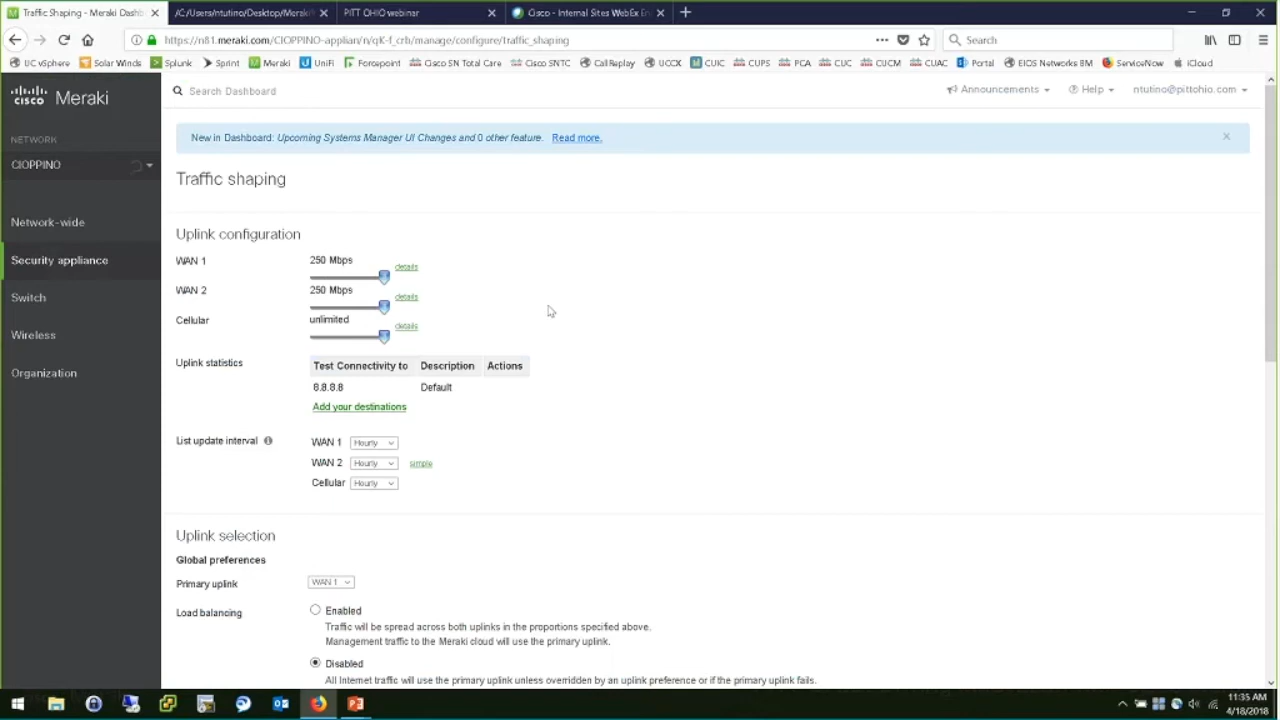 Traffic Shaping - Meraki Dashb
/C:/Users/ntutino/Desktop/Meraki
PITT OHIO webinar
Cisco - Internal Sites WebEx En
https://n81.meraki.com/CIOPPINO-applian/n/qK-f_crb/manage/configure/traffic_shaping
Search
UC vSphere
Solar Winds
Splunk
Sprint
Meraki
UniFi
Forcepoint
Cisco SN Total Care
Cisco SNTC
CallReplay
UCCX
CUIC
CUPS
PCA
CUC
CUCM
CUAC
Portal
EIOS Networks BM
ServiceNow
iCloud
CISCO Meraki
Search Dashboard
Announcements
Help
ntutino@pittohio.com
NETWORK
CIOPPINO
Network-wide
Security appliance
Switch
Wireless
Organization
New in Dashboard: Upcoming Systems Manager UI Changes and 0 other feature. Read more.
Traffic shaping
Uplink configuration
WAN 1 250 Mbps details
WAN 2 250 Mbps details
Cellular unlimited details
Uplink statistics
Test Connectivity to Description Actions
8.8.8.8 Default
Add your destinations
List update interval
WAN 1 Hourly
WAN 2 Hourly simple
Cellular Hourly
Uplink selection
Global preferences
Primary uplink WAN 1
Load balancing
Enabled
Traffic will be spread across both uplinks in the proportions specified above.
Management traffic to the Meraki cloud will use the primary uplink.
Disabled
All Internet traffic will use the primary uplink unless overridden by an uplink preference or if the primary uplink fails.
11:35 AM
4/18/2018